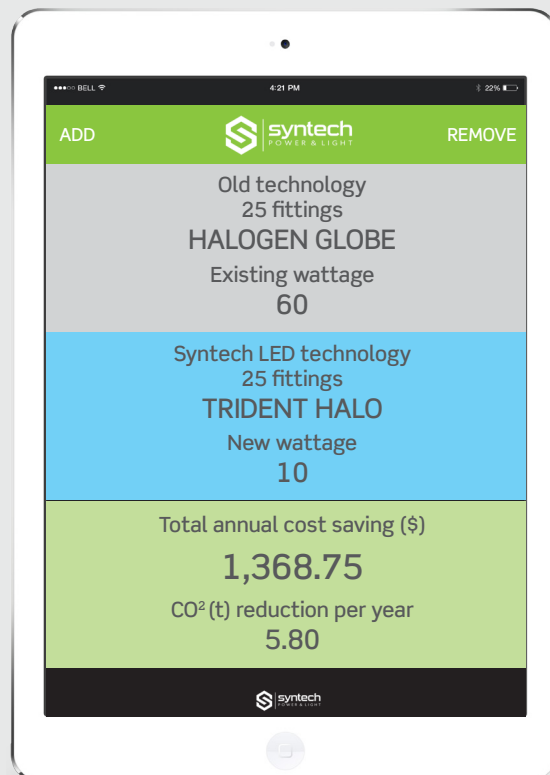 BELL
4:21 PM
22%
ADD
syntech
POWER & LIGHT
REMOVE
Old technology
25 fittings
HALOGEN GLOBE
Existing wattage
60
Syntech LED technology
25 fittings
TRIDENT HALO
New wattage
10
Total annual cost saving ($)
1,368.75
CO² (t) reduction per year
5.80
syntech
POWER & LIGHT